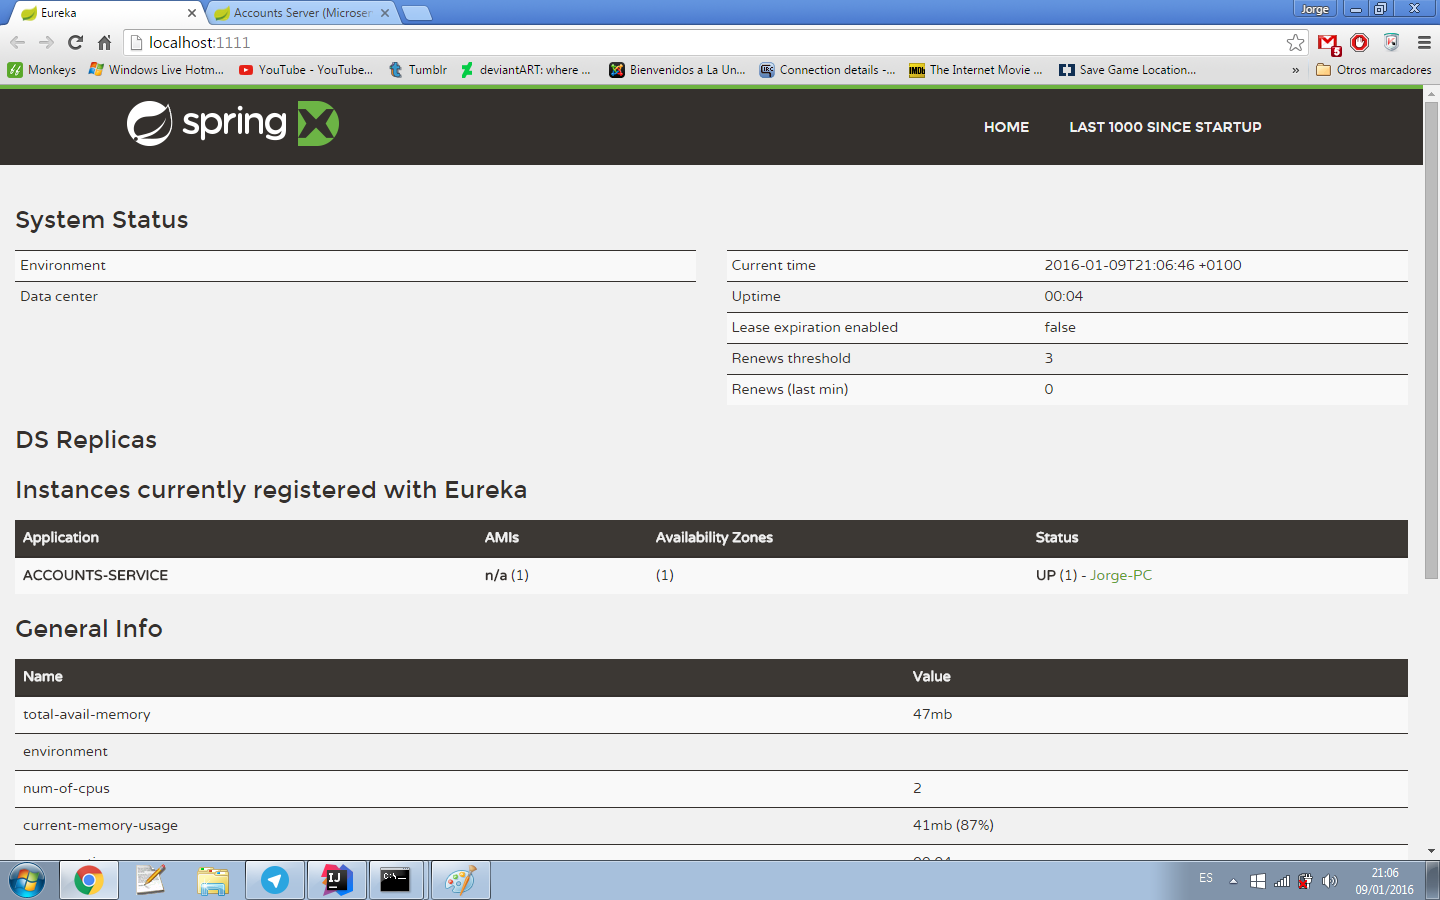 Eureka
Accounts Server (Microser
Jorge
localhost:1111
5
Monkeys
Windows Live Hotm...
YouTube - YouTube...
Tumblr
deviantART: where ...
Bienvenidos a La Un...
IRC
Connection details -...
IMDb
The Internet Movie ...
Save Game Location...
»
Otros marcadores
spring
HOME
LAST 1000 SINCE STARTUP
System Status
Environment
Data center
Current time 2016-01-09T21:06:46 +0100
Uptime 00:04
Lease expiration enabled false
Renews threshold 3
Renews (last min) 0
DS Replicas
Instances currently registered with Eureka
Application AMIs Availability Zones Status
ACCOUNTS-SERVICE n/a (1) (1) UP (1) - Jorge-PC
General Info
Name Value
total-avail-memory 47mb
environment
num-of-cpus 2
current-memory-usage 41mb (87%)
IJ
C:\_
ES
21:06
09/01/2016